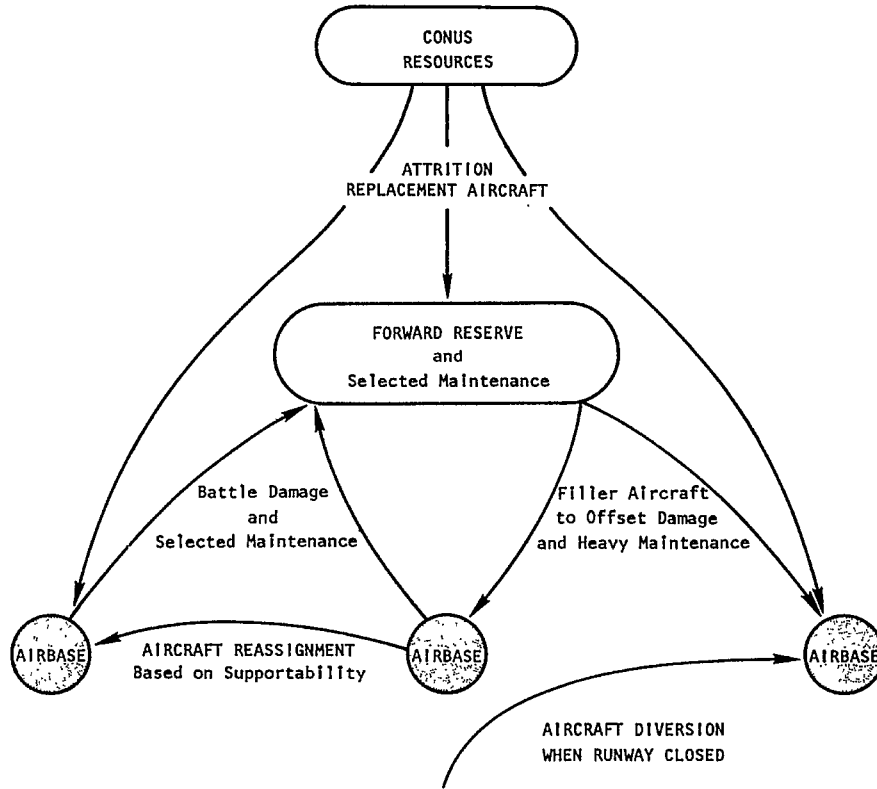 CONUS
RESOURCES
ATTRITION
REPLACEMENT AIRCRAFT
FORWARD RESERVE
and
Selected Maintenance
Battle Damage
and
Selected Maintenance
Filler Aircraft
to Offset Damage
and Heavy Maintenance
AIRBASE
AIRCRAFT REASSIGNMENT
Based on Supportability
AIRBASE
AIRBASE
AIRCRAFT DIVERSION
WHEN RUNWAY CLOSED